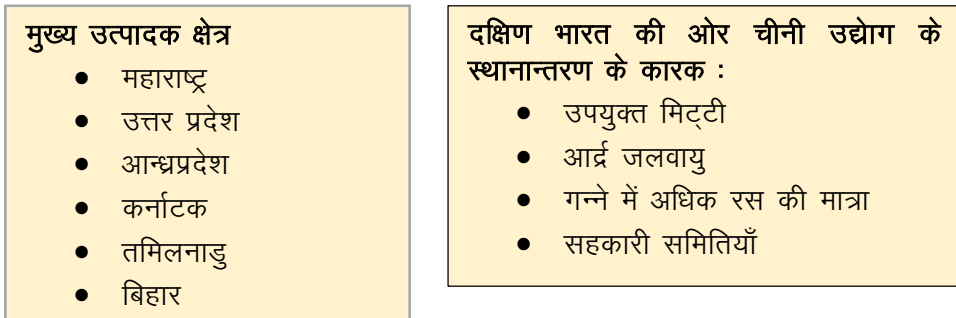 मुख्य उत्पादक क्षेत्र
• महाराष्ट्र
• उत्तर प्रदेश
• आन्ध्रप्रदेश
• कर्नाटक
• तमिलनाडु
• बिहार
दक्षिण भारत की ओर चीनी उद्योग के
स्थानान्तरण के कारक :
• उपयुक्त मिट्टी
• आर्द्र जलवायु
• गन्ने में अधिक रस की मात्रा
• सहकारी समितियाँ